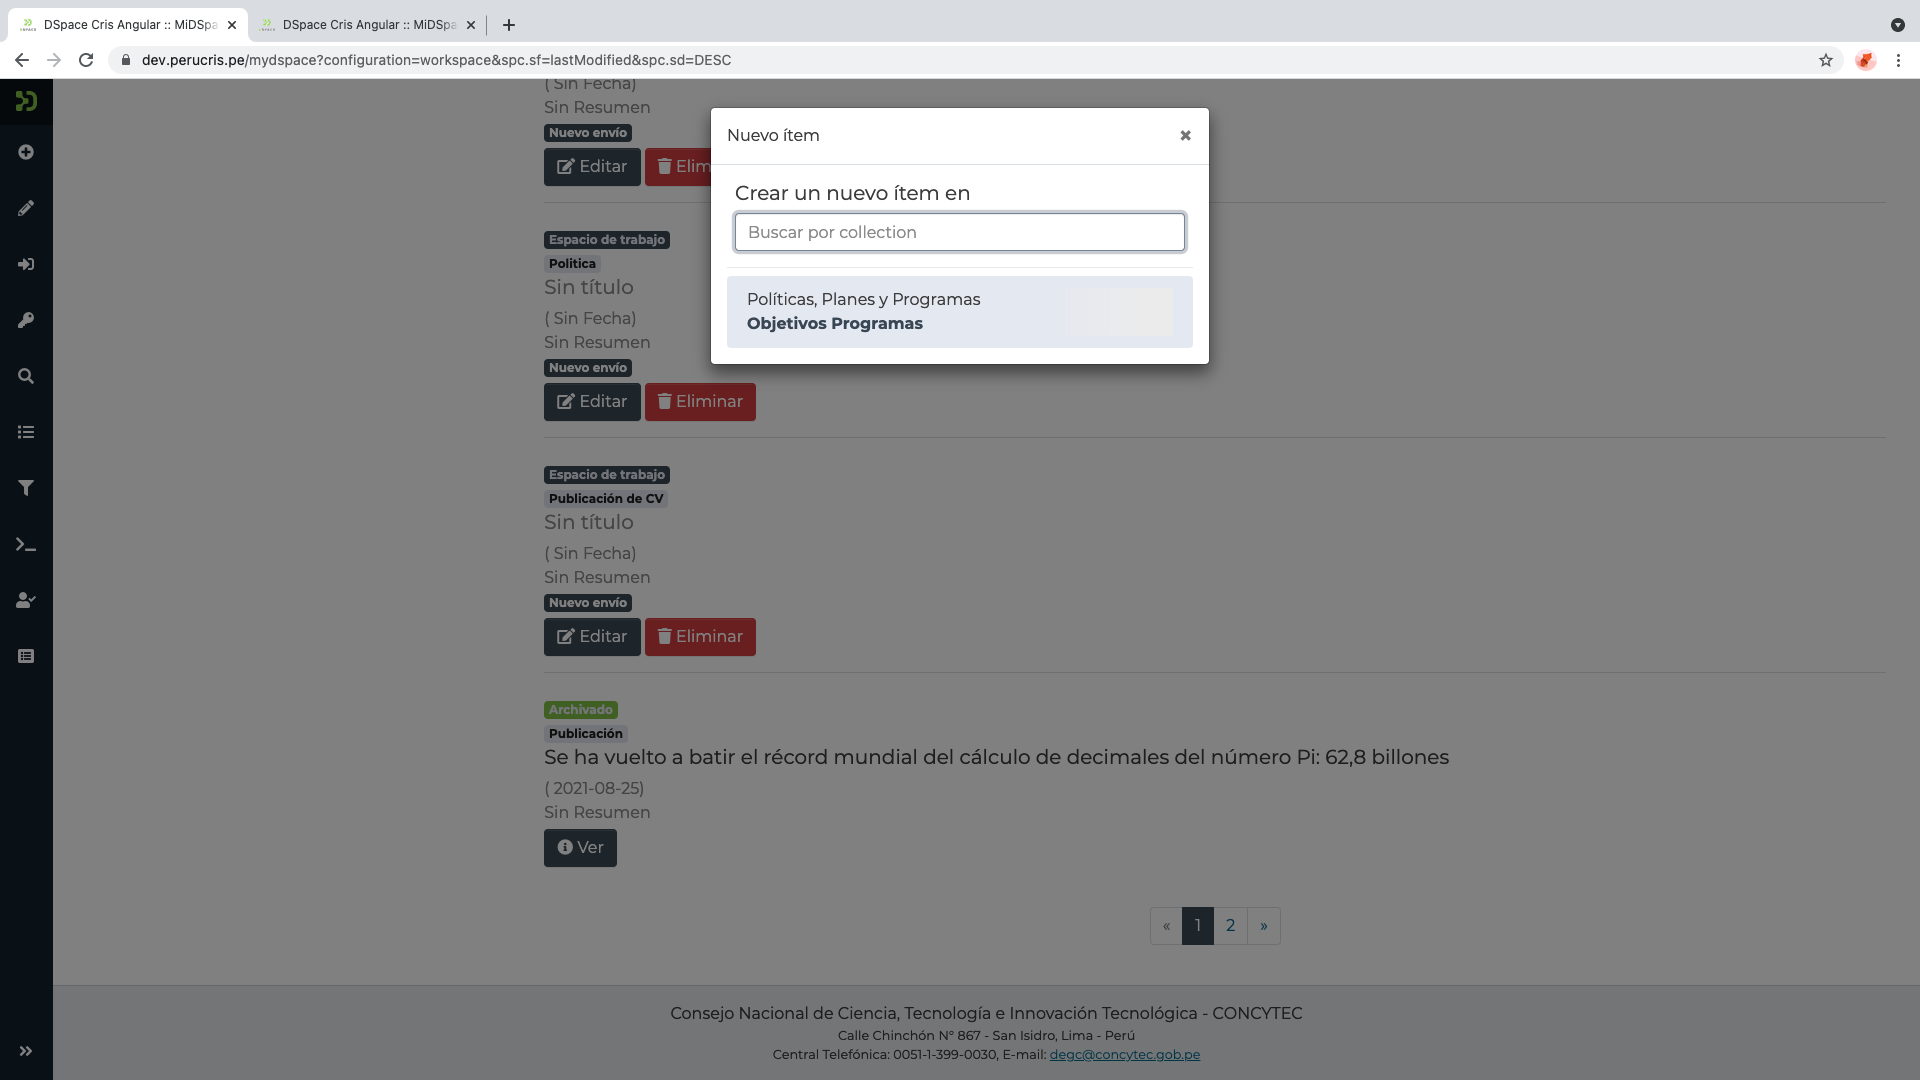 DSpace Cris Angular :: MiDSpa
DSpace Cris Angular :: MiDSpa
dev.perucris.pe/mydspace?configuration=workspace&spc.sf=lastModified&spc.sd=DESC
( Sin Fecha)
Sin Resumen
Nuevo envío
Editar
Elim
Nuevo ítem
Crear un nuevo ítem en
Buscar por collection
Políticas, Planes y Programas
Objetivos Programas
Espacio de trabajo
Politica
Sin título
( Sin Fecha)
Sin Resumen
Nuevo envío
Editar Eliminar
Espacio de trabajo
Publicación de CV
Sin título
( Sin Fecha)
Sin Resumen
Nuevo envío
Editar Eliminar
Archivado
Publicación
Se ha vuelto a batir el récord mundial del cálculo de decimales del número Pi: 62,8 billones
( 2021-08-25)
Sin Resumen
Ver
« 1 2 »
Consejo Nacional de Ciencia, Tecnología e Innovación Tecnológica - CONCYTEC
Calle Chinchón N° 867 - San Isidro, Lima - Perú
Central Telefónica: 0051-1-399-0030, E-mail: degc@concytec.gob.pe